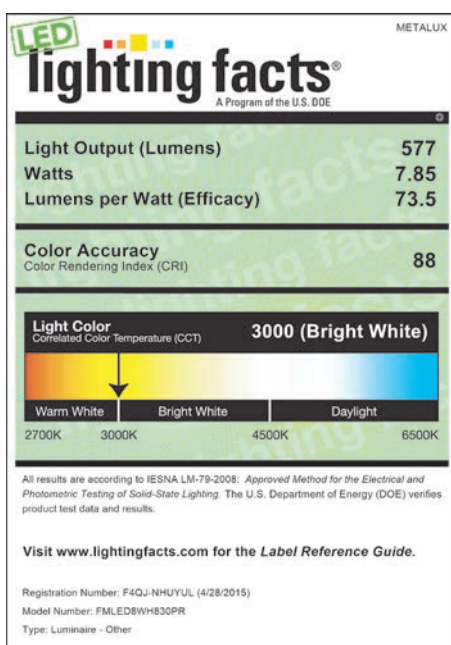 METALUX
LED
lighting facts®
A Program of the U.S. DOE
Light Output (Lumens) 577
Watts 7.85
Lumens per Watt (Efficacy) 73.5
Color Accuracy
Color Rendering Index (CRI) 88
Light Color
Correlated Color Temperature (CCT) 3000 (Bright White)
Warm White Bright White Daylight
2700K 3000K 4500K 6500K
All results are according to IESNA LM-79-2008: Approved Method for the Electrical and
Photometric Testing of Solid-State Lighting. The U.S. Department of Energy (DOE) verifies
product test data and results.
Visit www.lightingfacts.com for the Label Reference Guide.
Registration Number: F4QJ-NHUYUL (4/28/2015)
Model Number: FMLED8WH830PR
Type: Luminaire - Other